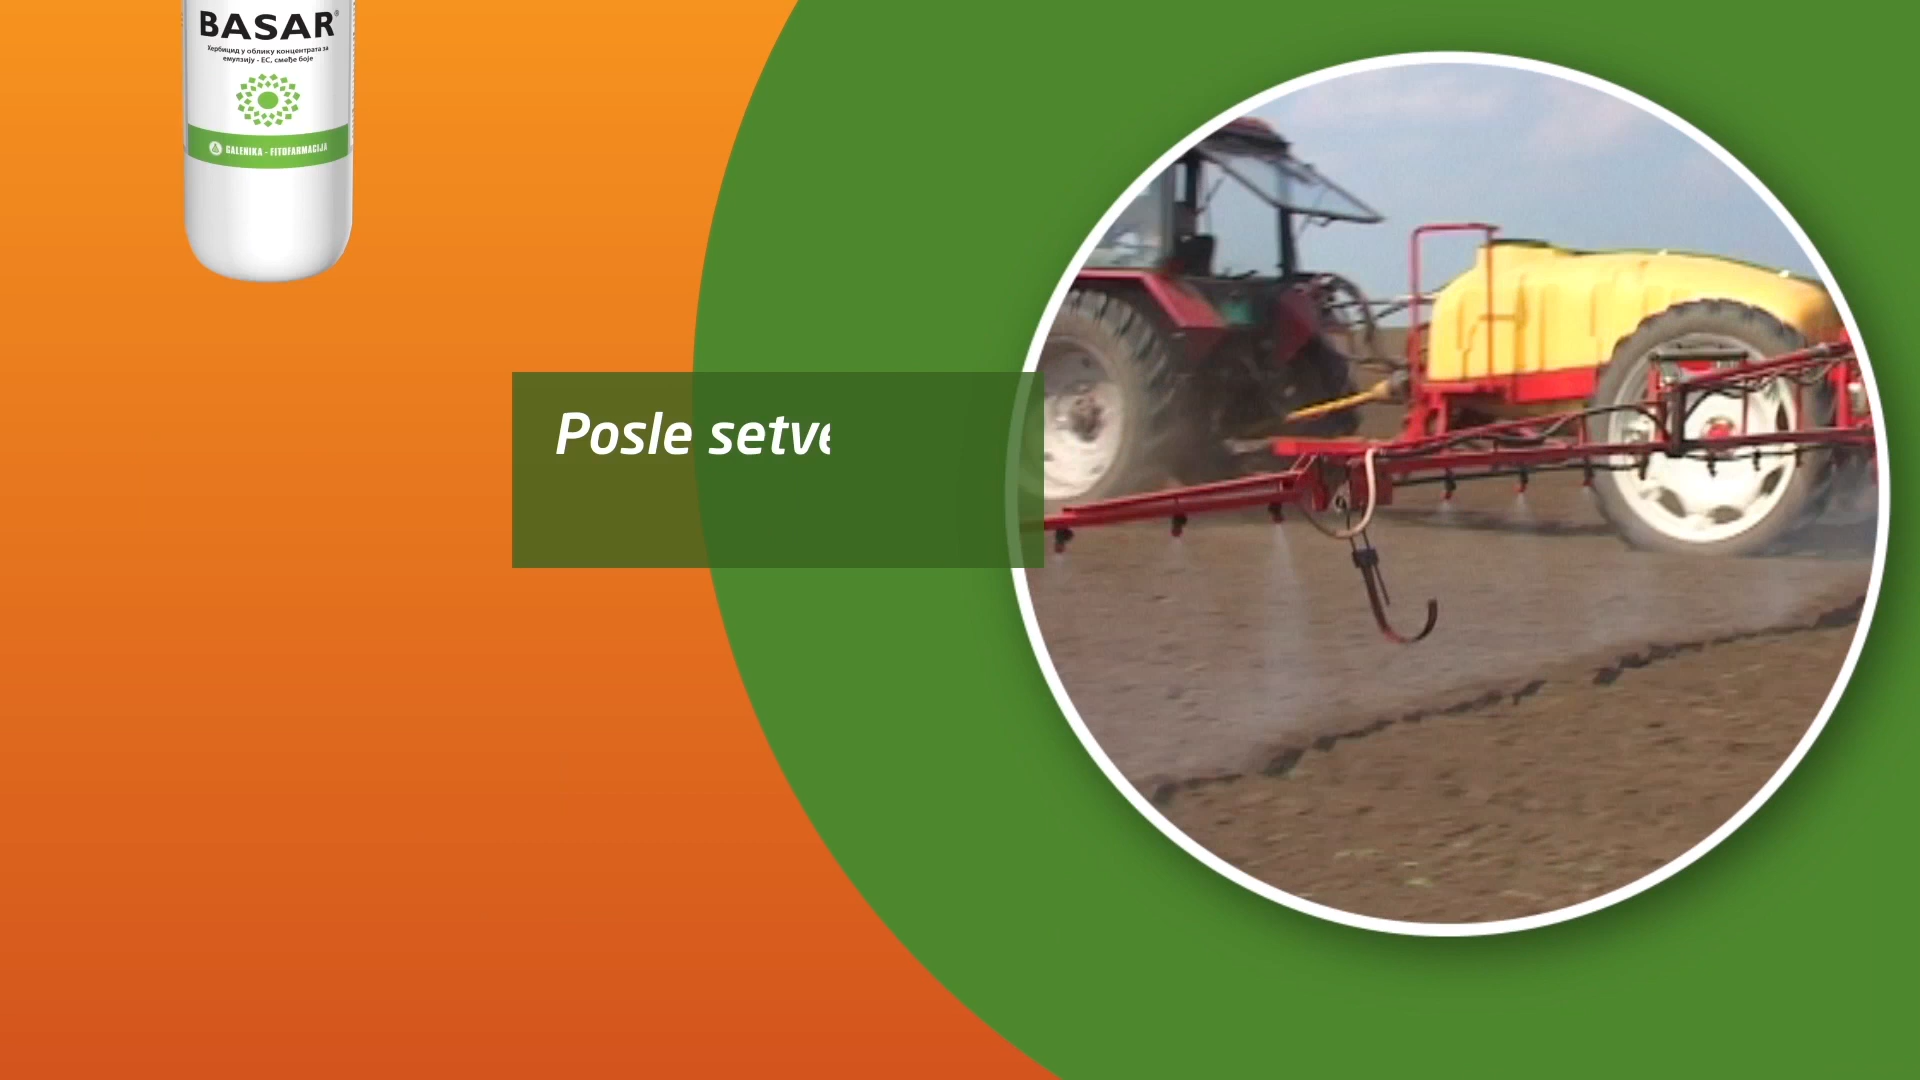 BASAR®
Хербицид у облику концентрата за
емулзију - EC, смеђе боје
GALENIKA - FITOFARMACIJA
Posle setve